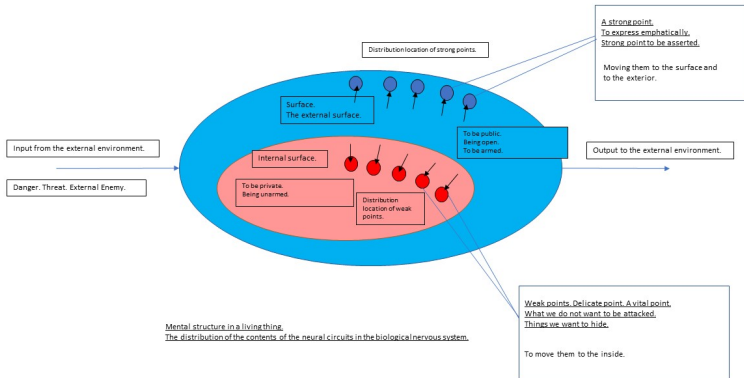 A strong point.
To express emphatically.
Strong point to be asserted.
Moving them to the surface and
to the exterior.
Distribution location of strong points.
Surface.
The external surface.
To be public.
Being open.
To be armed.
Input from the external environment.
Danger. Threat. External Enemy.
Output to the external environment.
Internal surface.
To be private.
Being unarmed.
Distribution
location of weak
points.
Weak points. Delicate point. A vital point.
What we do not want to be attacked.
Things we want to hide.
To move them to the inside.
Mental structure in a living thing.
The distribution of the contents of the neural circuits in the biological nervous system.